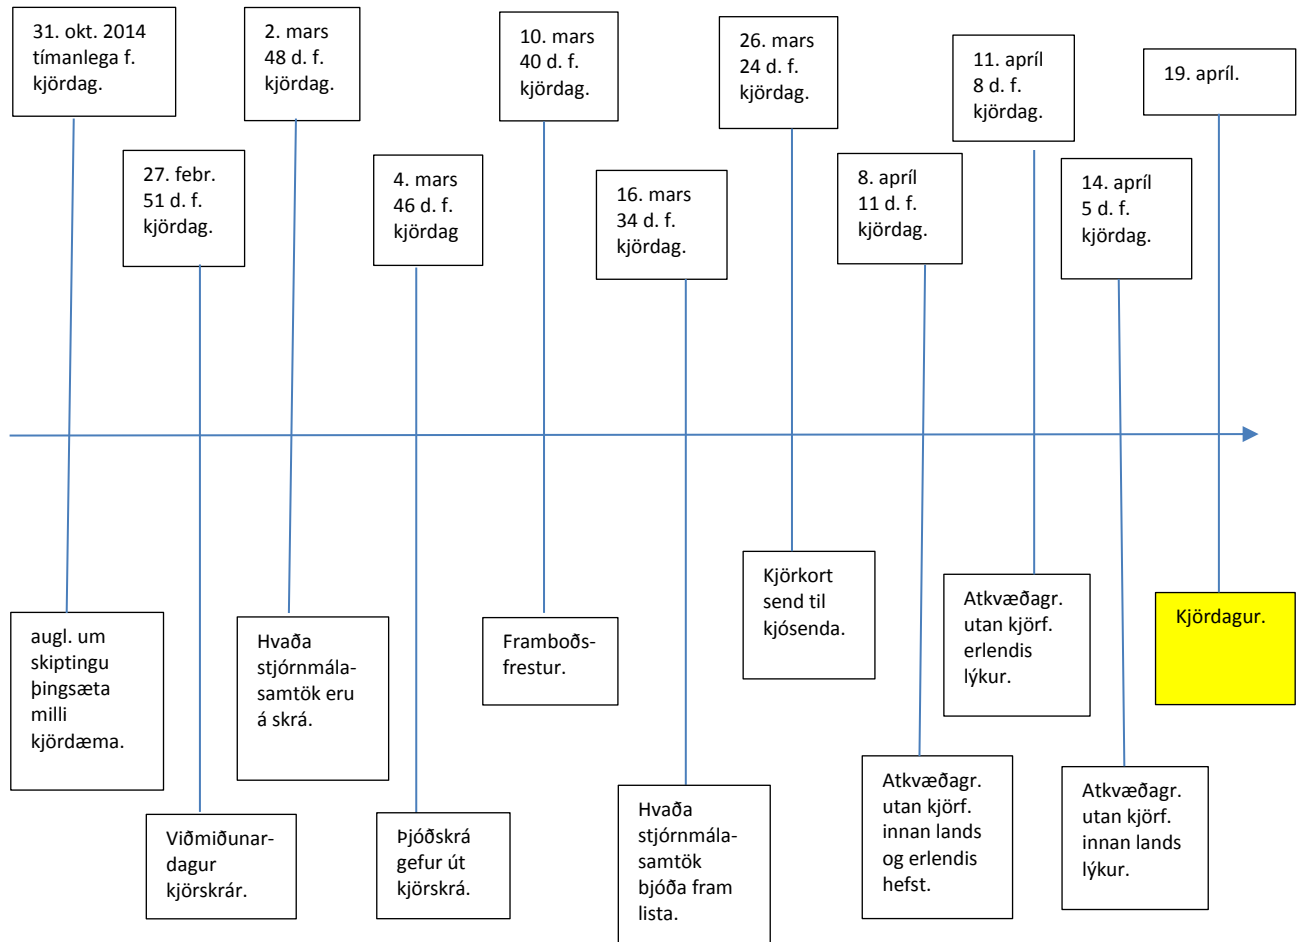 31. okt. 2014
tímanlega f.
kjördag.
2. mars
48 d. f.
kjördag.
10. mars
40 d. f.
kjördag.
26. mars
24 d. f.
kjördag.
11. apríl
8 d. f.
kjördag.
19. apríl.
27. febr.
51 d. f.
kjördag.
4. mars
46 d. f.
kjördag
16. mars
34 d. f.
kjördag.
8. apríl
11 d. f.
kjördag.
14. apríl
5 d. f.
kjördag.
augl. um
skiptingu
þingsæta
milli
kjördæma.
Hvaða
stjórnmála-
samtök eru
á skrá.
Framboðs-
frestur.
Kjörkort
send til
kjósenda.
Atkvæðagr.
utan kjörf.
erlendis
lýkur.
Kjördagur.
Viðmiðunar-
dagur
kjörskrár.
Þjóðskrá
gefur út
kjörskrá.
Hvaða
stjórnmála-
samtök
bjóða fram
lista.
Atkvæðagr.
utan kjörf.
innan lands
og erlendis
hefst.
Atkvæðagr.
utan kjörf.
innan lands
lýkur.